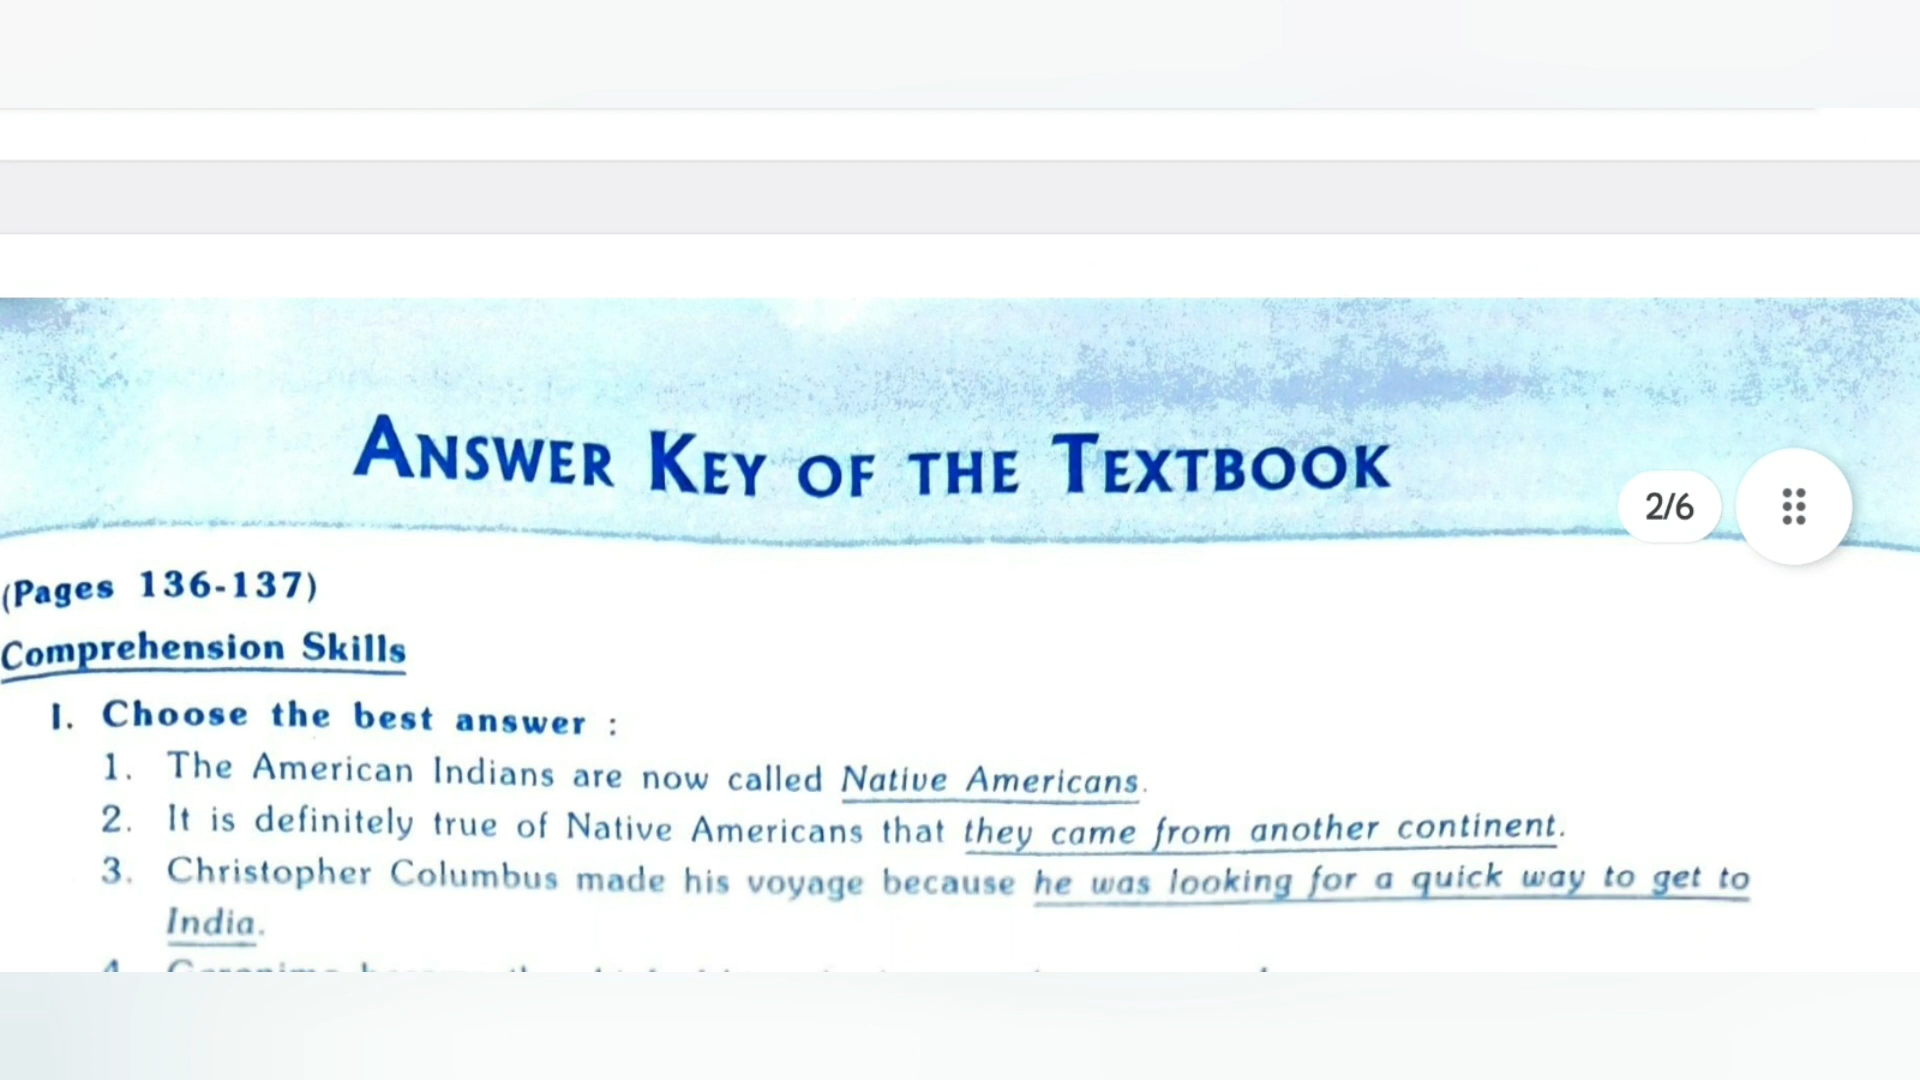 ANSWER KEY OF THE TEXTBOOK
2/6
(Pages 136-137)
Comprehension Skills
I. Choose the best answer :
1. The American Indians are now called Native Americans.
2. It is definitely true of Native Americans that they came from another continent.
3. Christopher Columbus made his voyage because he was looking for a quick way to get to
India.